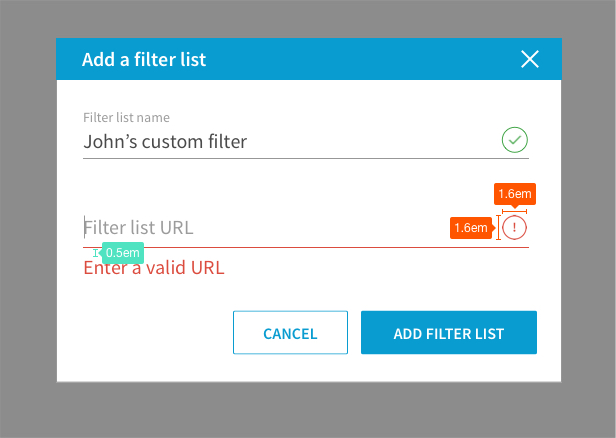 Add a filter list
Filter list name
John’s custom filter
1.6em
Filter list URL
1.6em
!
0.5em
Enter a valid URL
CANCEL
ADD FILTER LIST